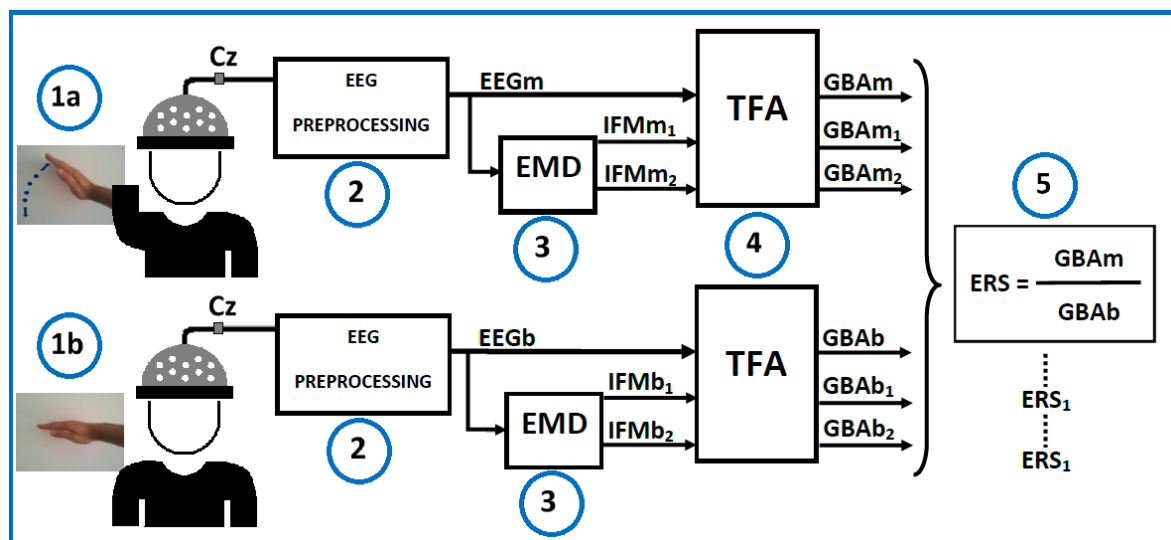 1a
Cz
EEG
PREPROCESSING
2
EEGm
EMD
3
IFMm₁
IFMm₂
TFA
4
GBAm
GBAm₁
GBAm₂
1b
Cz
EEG
PREPROCESSING
2
EEGb
EMD
3
IFMb₁
IFMb₂
TFA
GBAb
GBAb₁
GBAb₂
5
ERS = GBAm
GBAb
ERS₁
ERS₁